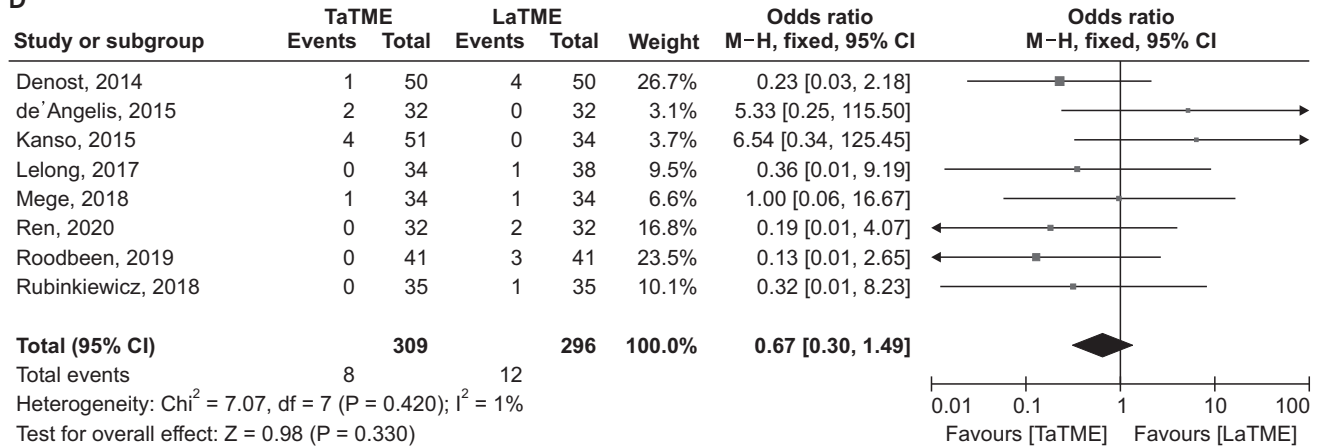 D
TaTME LaTME Odds ratio Odds ratio
Study or subgroup Events Total Events Total Weight M−H, fixed, 95% CI M−H, fixed, 95% CI
Denost, 2014 1 50 4 50 26.7% 0.23 [0.03, 2.18]
de'Angelis, 2015 2 32 0 32 3.1% 5.33 [0.25, 115.50]
Kanso, 2015 4 51 0 34 3.7% 6.54 [0.34, 125.45]
Lelong, 2017 0 34 1 38 9.5% 0.36 [0.01, 9.19]
Mege, 2018 1 34 1 34 6.6% 1.00 [0.06, 16.67]
Ren, 2020 0 32 2 32 16.8% 0.19 [0.01, 4.07]
Roodbeen, 2019 0 41 3 41 23.5% 0.13 [0.01, 2.65]
Rubinkiewicz, 2018 0 35 1 35 10.1% 0.32 [0.01, 8.23]
Total (95% CI) 309 296 100.0% 0.67 [0.30, 1.49]
Total events 8 12
Heterogeneity: Chi² = 7.07, df = 7 (P = 0.420); I² = 1%
0.01 0.1 1 10 100
Test for overall effect: Z = 0.98 (P = 0.330) Favours [TaTME] Favours [LaTME]